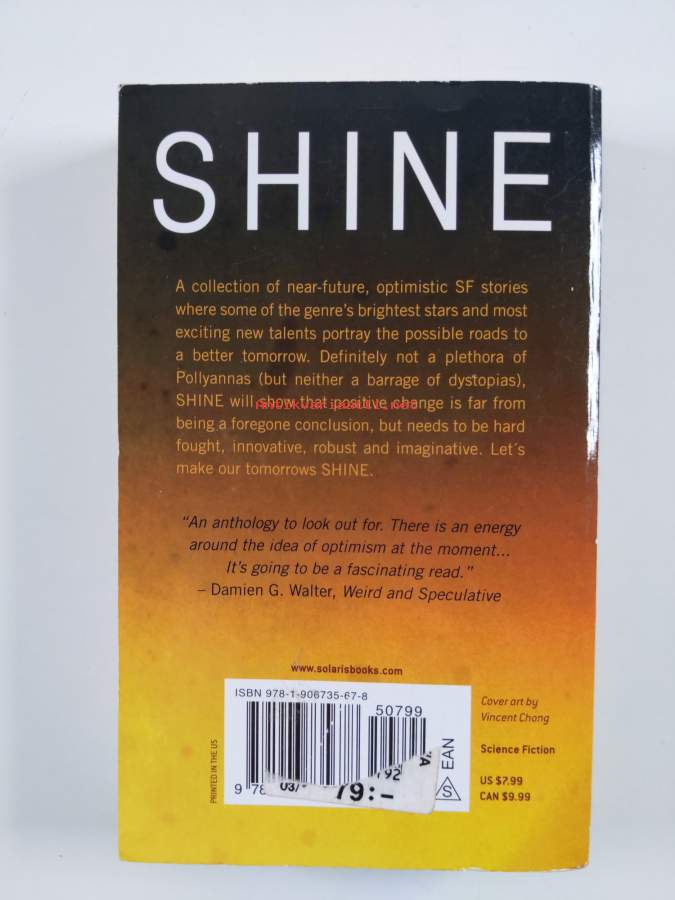 SHINE
A collection of near-future, optimistic SF stories
where some of the genre's brightest stars and most
exciting new talents portray the possible roads to
a better tomorrow. Definitely not a plethora of
Pollyannas (but neither a barrage of dystopias),
SHINE will show that positive change is far from
being a foregone conclusion, but needs to be hard
fought, innovative, robust and imaginative. Let´s
make our tomorrows SHINE.
"An anthology to look out for. There is an energy
around the idea of optimism at the moment...
It's going to be a fascinating read."
– Damien G. Walter, Weird and Speculative
www.solarisbooks.com
ISBN 978-1-906735-67-8
50799
EAN
S
9 78
03/
92
79:-
PRINTED IN THE US
Cover art by
Vincent Chong
Science Fiction
US $7.99
CAN $9.99